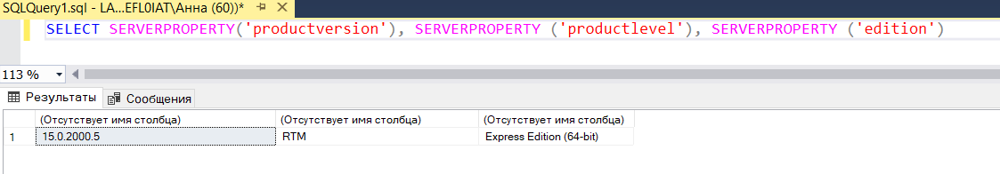 SQLQuery1.sql - LA...EFL0IAT\Анна (60))*
SELECT SERVERPROPERTY('productversion'), SERVERPROPERTY ('productlevel'), SERVERPROPERTY ('edition')
113 %
Результаты Сообщения
(Отсутствует имя столбца) (Отсутствует имя столбца) (Отсутствует имя столбца)
1 15.0.2000.5 RTM Express Edition (64-bit)